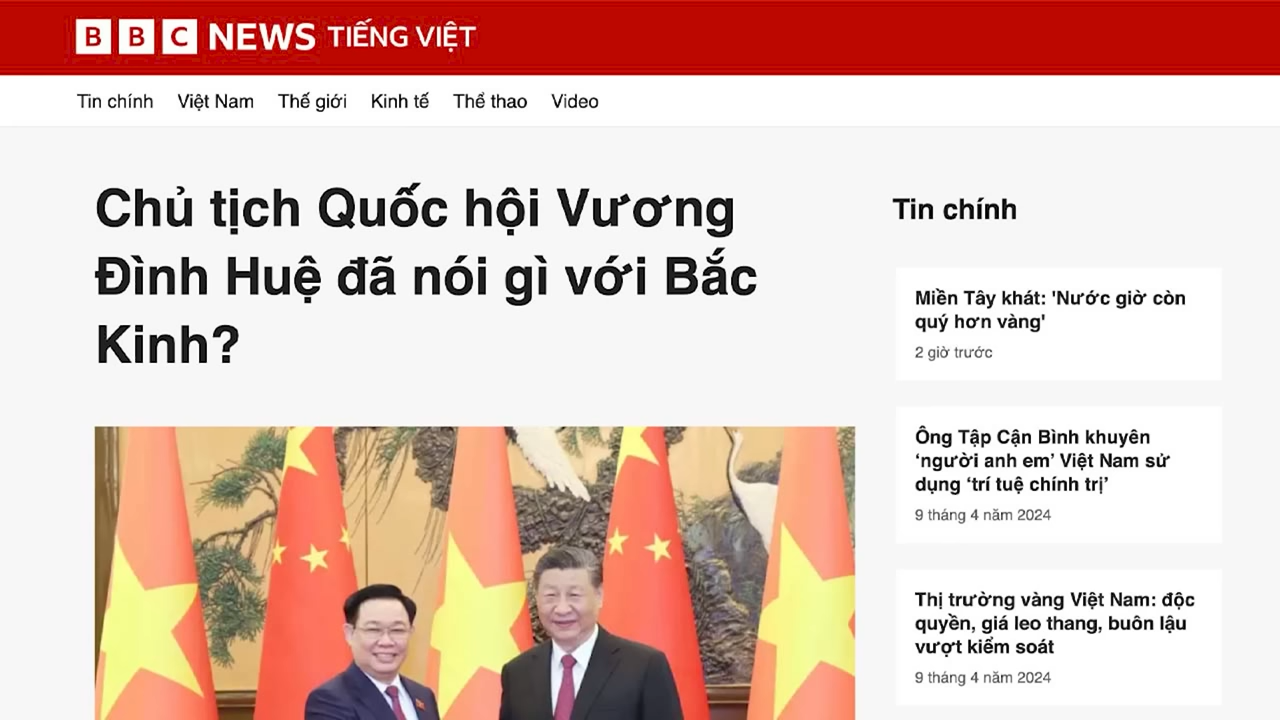 BBC NEWS TIẾNG VIỆT
Tin chính Việt Nam Thế giới Kinh tế Thể thao Video
Chủ tịch Quốc hội Vương
Đình Huệ đã nói gì với Bắc
Kinh?
Tin chính
Miền Tây khát: 'Nước giờ còn
quý hơn vàng'
2 giờ trước
Ông Tập Cận Bình khuyên
‘người anh em’ Việt Nam sử
dụng ‘trí tuệ chính trị’
9 tháng 4 năm 2024
Thị trường vàng Việt Nam: độc
quyền, giá leo thang, buôn lậu
vượt kiểm soát
9 tháng 4 năm 2024